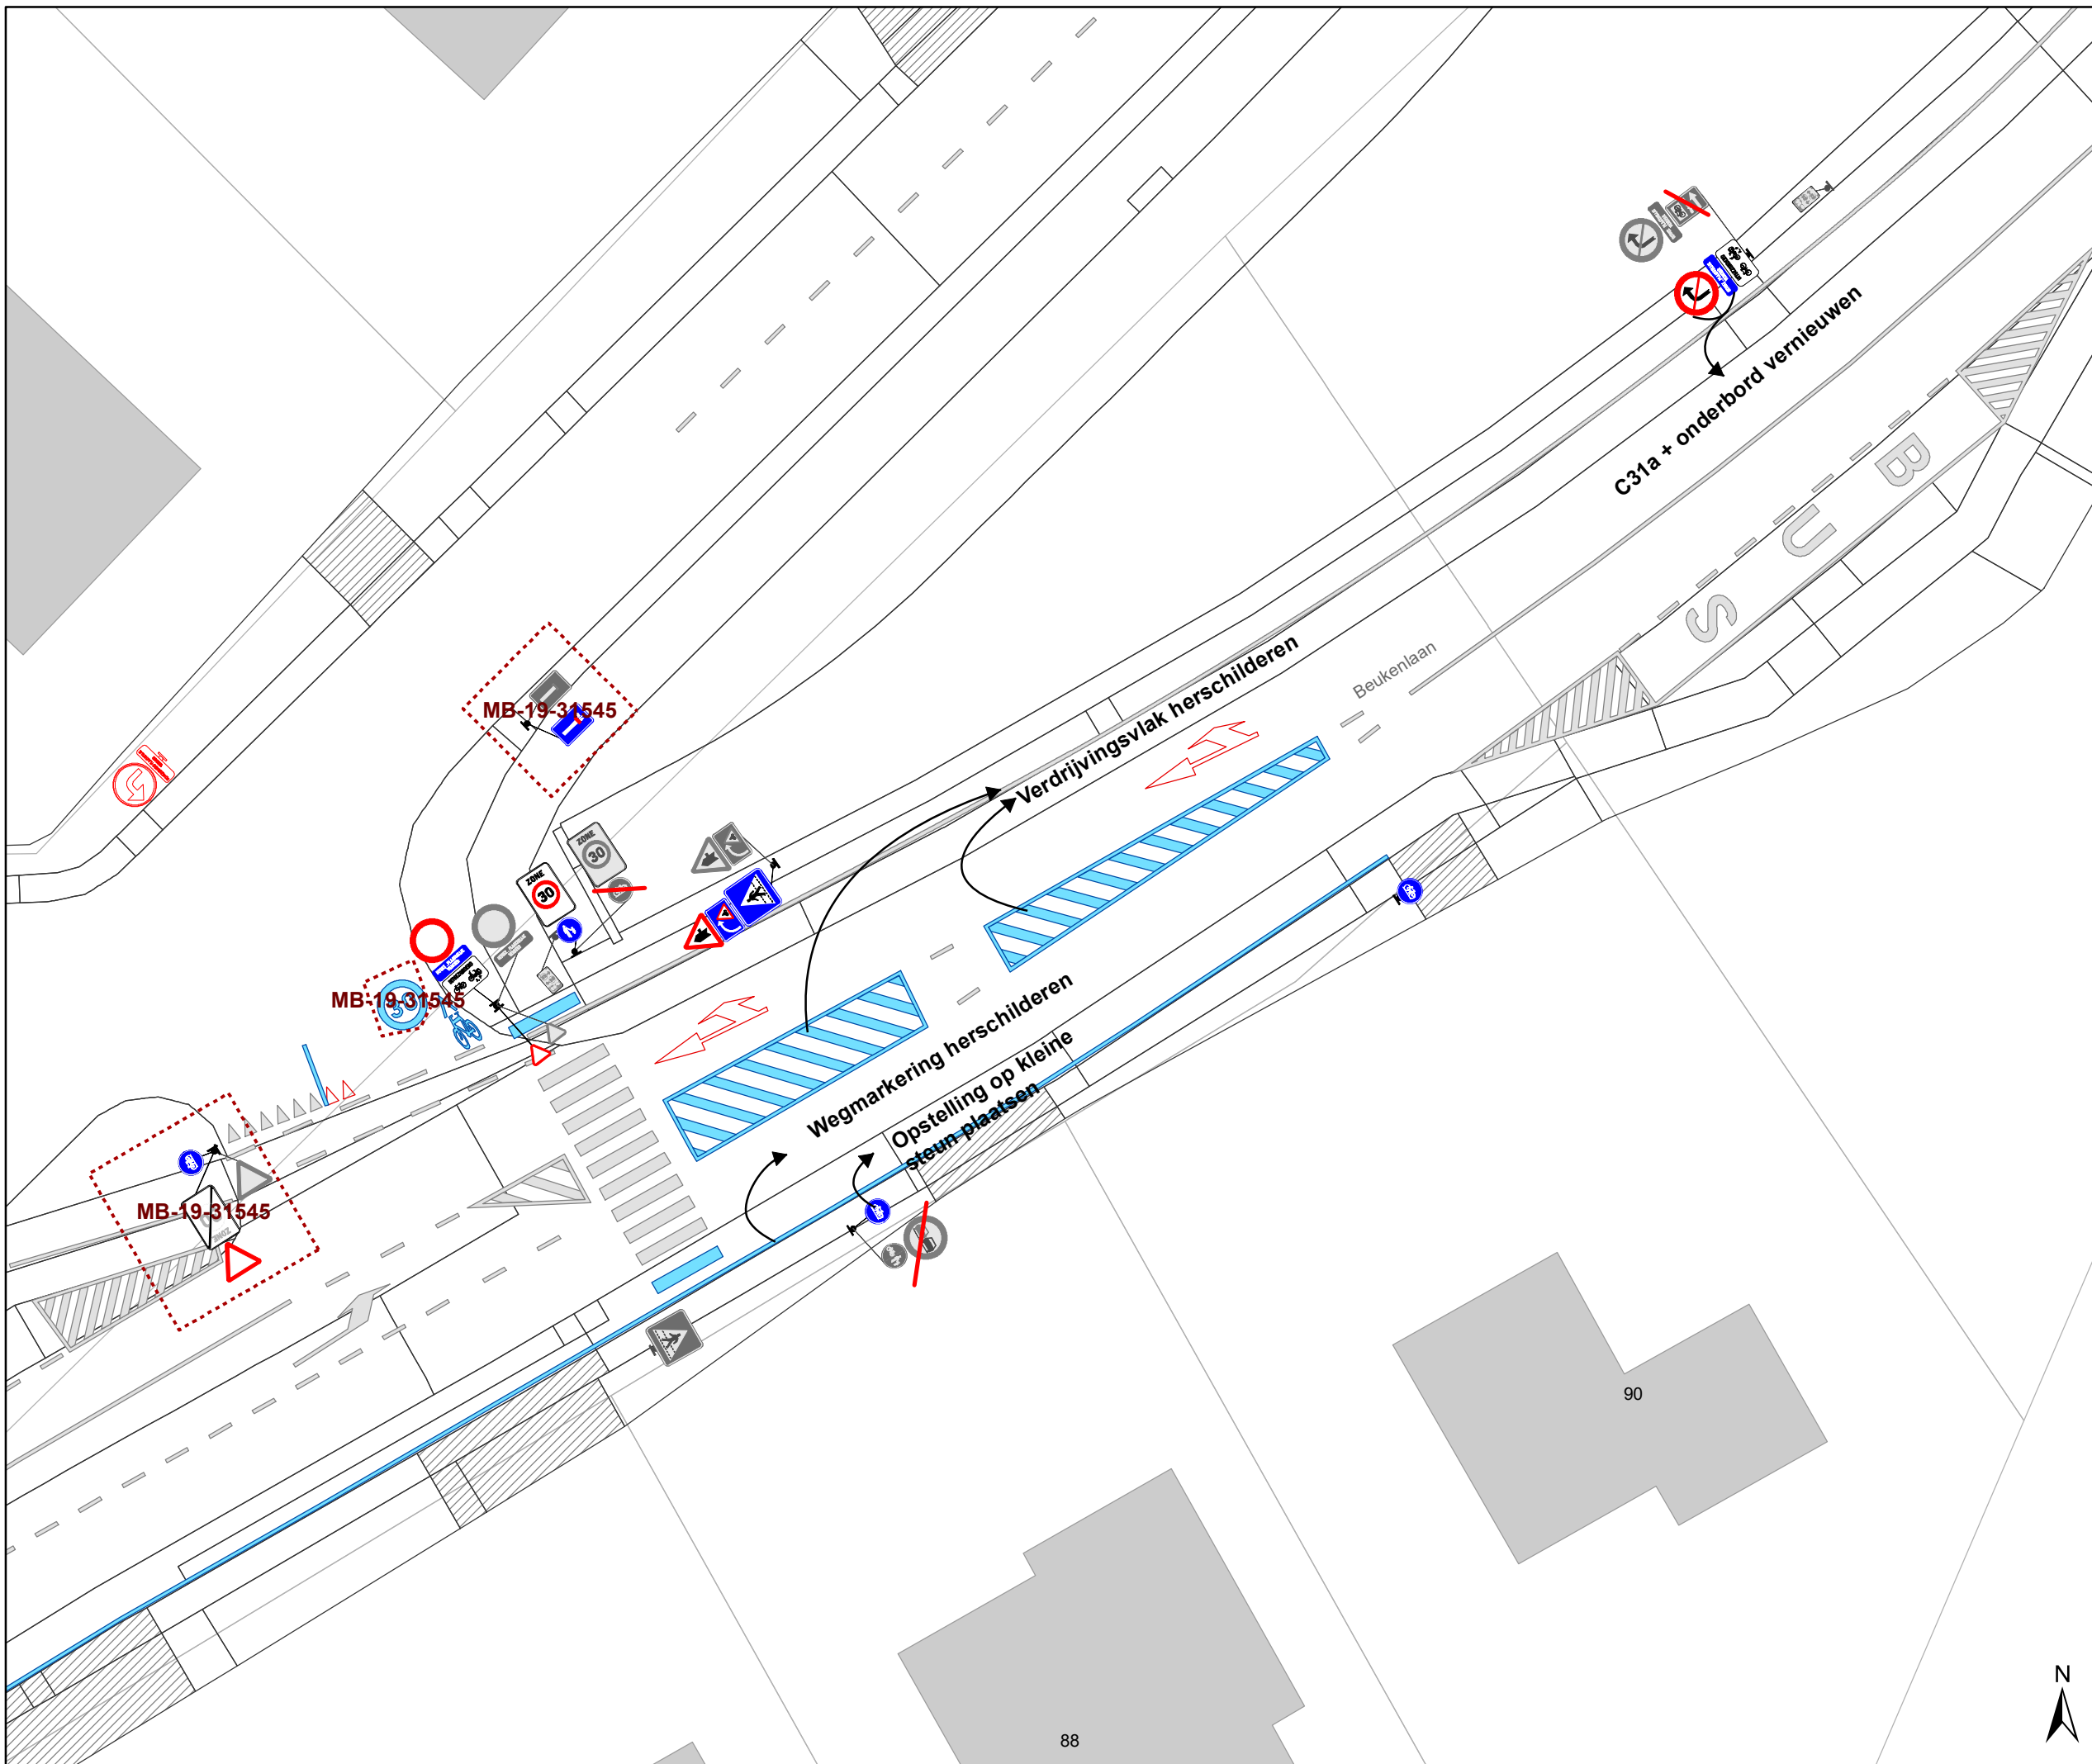 C31a + onderbord vernieuwen
B
U
S
Beukenlaan
Verdrijvingsvlak herschilderen
MB-19-31545
ZONE
30
ZONE
30
MB-19-31545
30
Wegmarkering herschilderen
Opstelling op kleine
steun plaatsen
MB-19-31545
ZONE
90
88
N